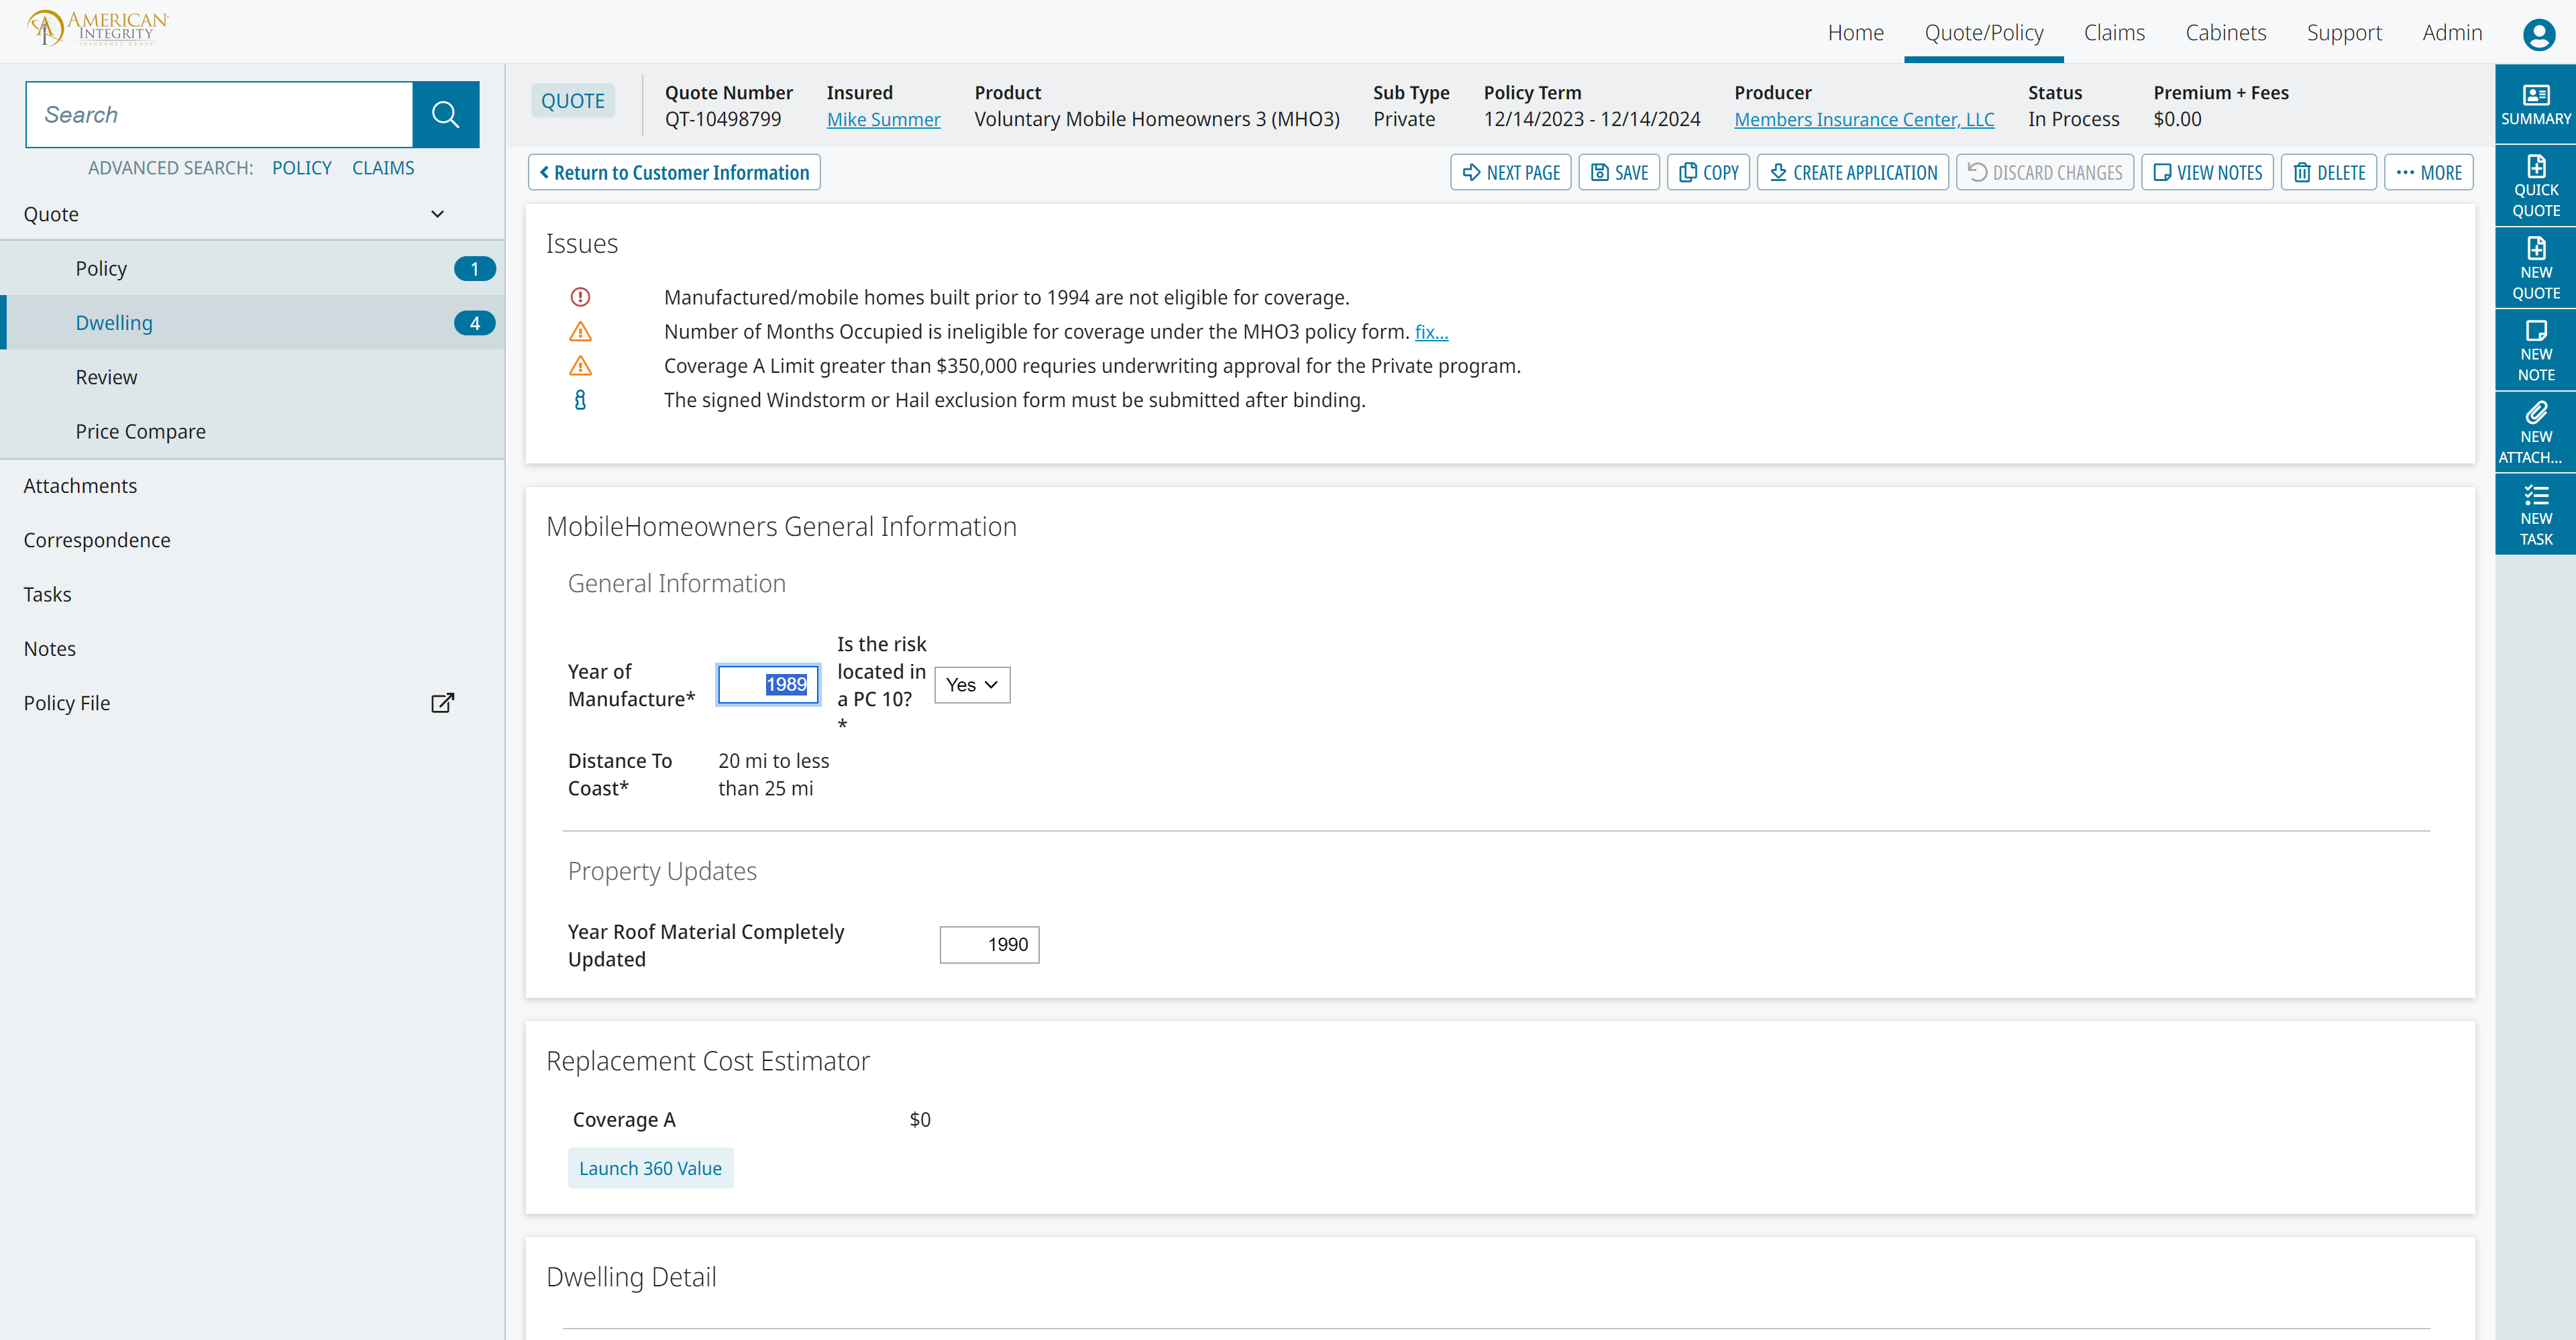 AMERICAN
INTEGRITY
INSURANCE GROUP
Home
Quote/Policy
Claims
Cabinets
Support
Admin
Search
ADVANCED SEARCH: POLICY CLAIMS
Quote
Policy 1
Dwelling 4
Review
Price Compare
Attachments
Correspondence
Tasks
Notes
Policy File
QUOTE
Quote Number
QT-10498799
Insured
Mike Summer
Product
Voluntary Mobile Homeowners 3 (MHO3)
Sub Type
Private
Policy Term
12/14/2023 - 12/14/2024
Producer
Members Insurance Center, LLC
Status
In Process
Premium + Fees
$0.00
Return to Customer Information
NEXT PAGE
SAVE
COPY
CREATE APPLICATION
DISCARD CHANGES
VIEW NOTES
DELETE
MORE
Issues
Manufactured/mobile homes built prior to 1994 are not eligible for coverage.
Number of Months Occupied is ineligible for coverage under the MHO3 policy form. fix...
Coverage A Limit greater than $350,000 requries underwriting approval for the Private program.
The signed Windstorm or Hail exclusion form must be submitted after binding.
MobileHomeowners General Information
General Information
Year of
Manufacture*
1989
Is the risk
located in
a PC 10?
*
Yes
Distance To
Coast*
20 mi to less
than 25 mi
Property Updates
Year Roof Material Completely
Updated
1990
Replacement Cost Estimator
Coverage A
$0
Launch 360 Value
Dwelling Detail
SUMMARY
QUICK
QUOTE
NEW
QUOTE
NEW
NOTE
NEW
ATTACH...
NEW
TASK